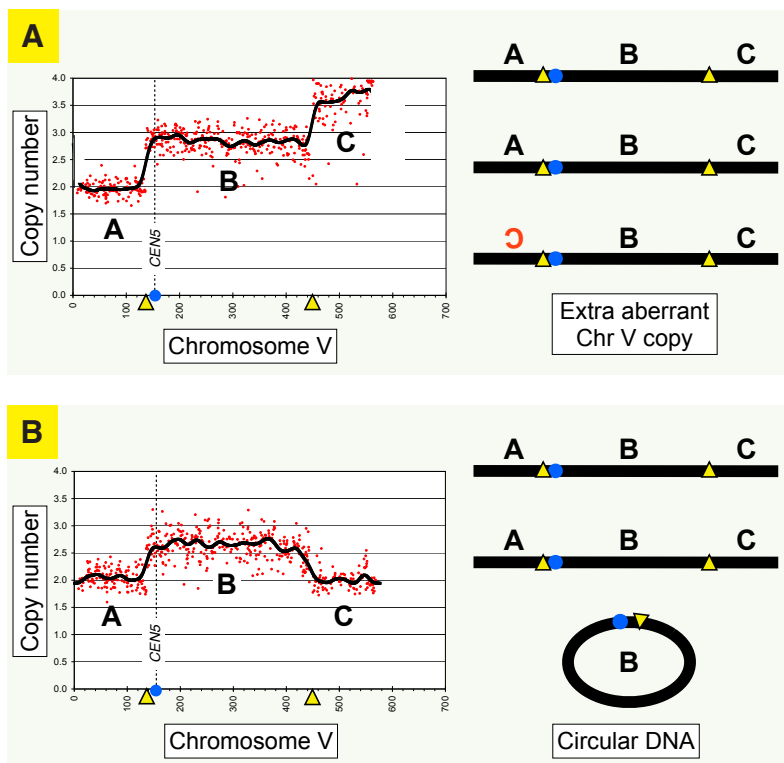 A
A B C
4.0
3.5
3.0
2.5
2.0
1.5
1.0
0.5
0.0
Copy number
A
B
C
CEN5
0 100 200 300 400 500 600 700
Chromosome V
A B C
Ɔ B C
Extra aberrant
Chr V copy
B
A B C
4.0
3.5
3.0
2.5
2.0
1.5
1.0
0.5
0.0
Copy number
A
B
C
CEN5
0 100 200 300 400 500 600 700
Chromosome V
A B C
B
Circular DNA